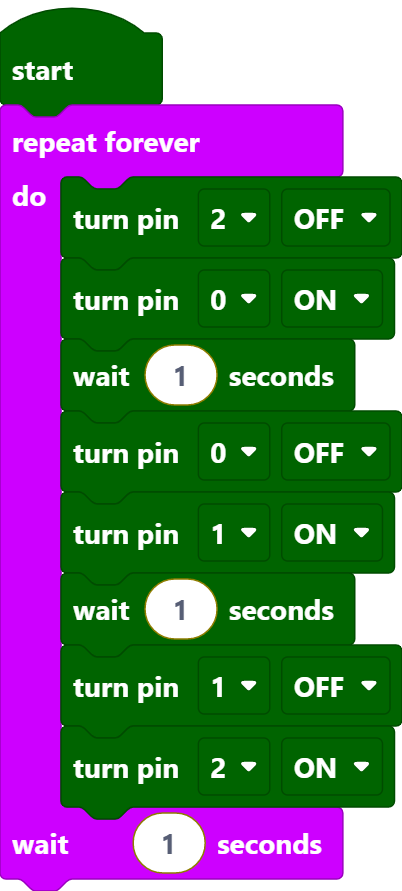 start
repeat forever
do
turn pin 2 OFF
turn pin 0 ON
wait 1 seconds
turn pin 0 OFF
turn pin 1 ON
wait 1 seconds
turn pin 1 OFF
turn pin 2 ON
wait 1 seconds